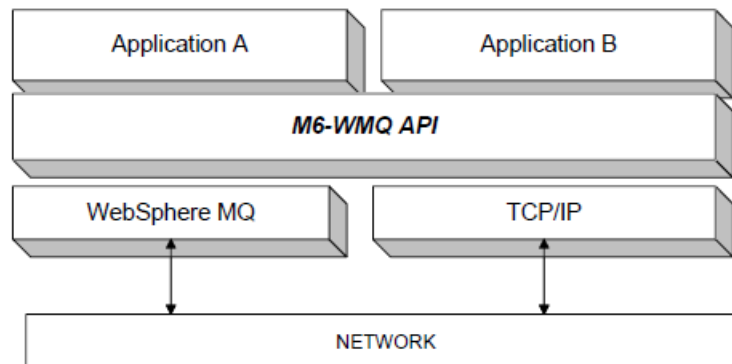 Application A
Application B
M6-WMQ API
WebSphere MQ
TCP/IP
NETWORK